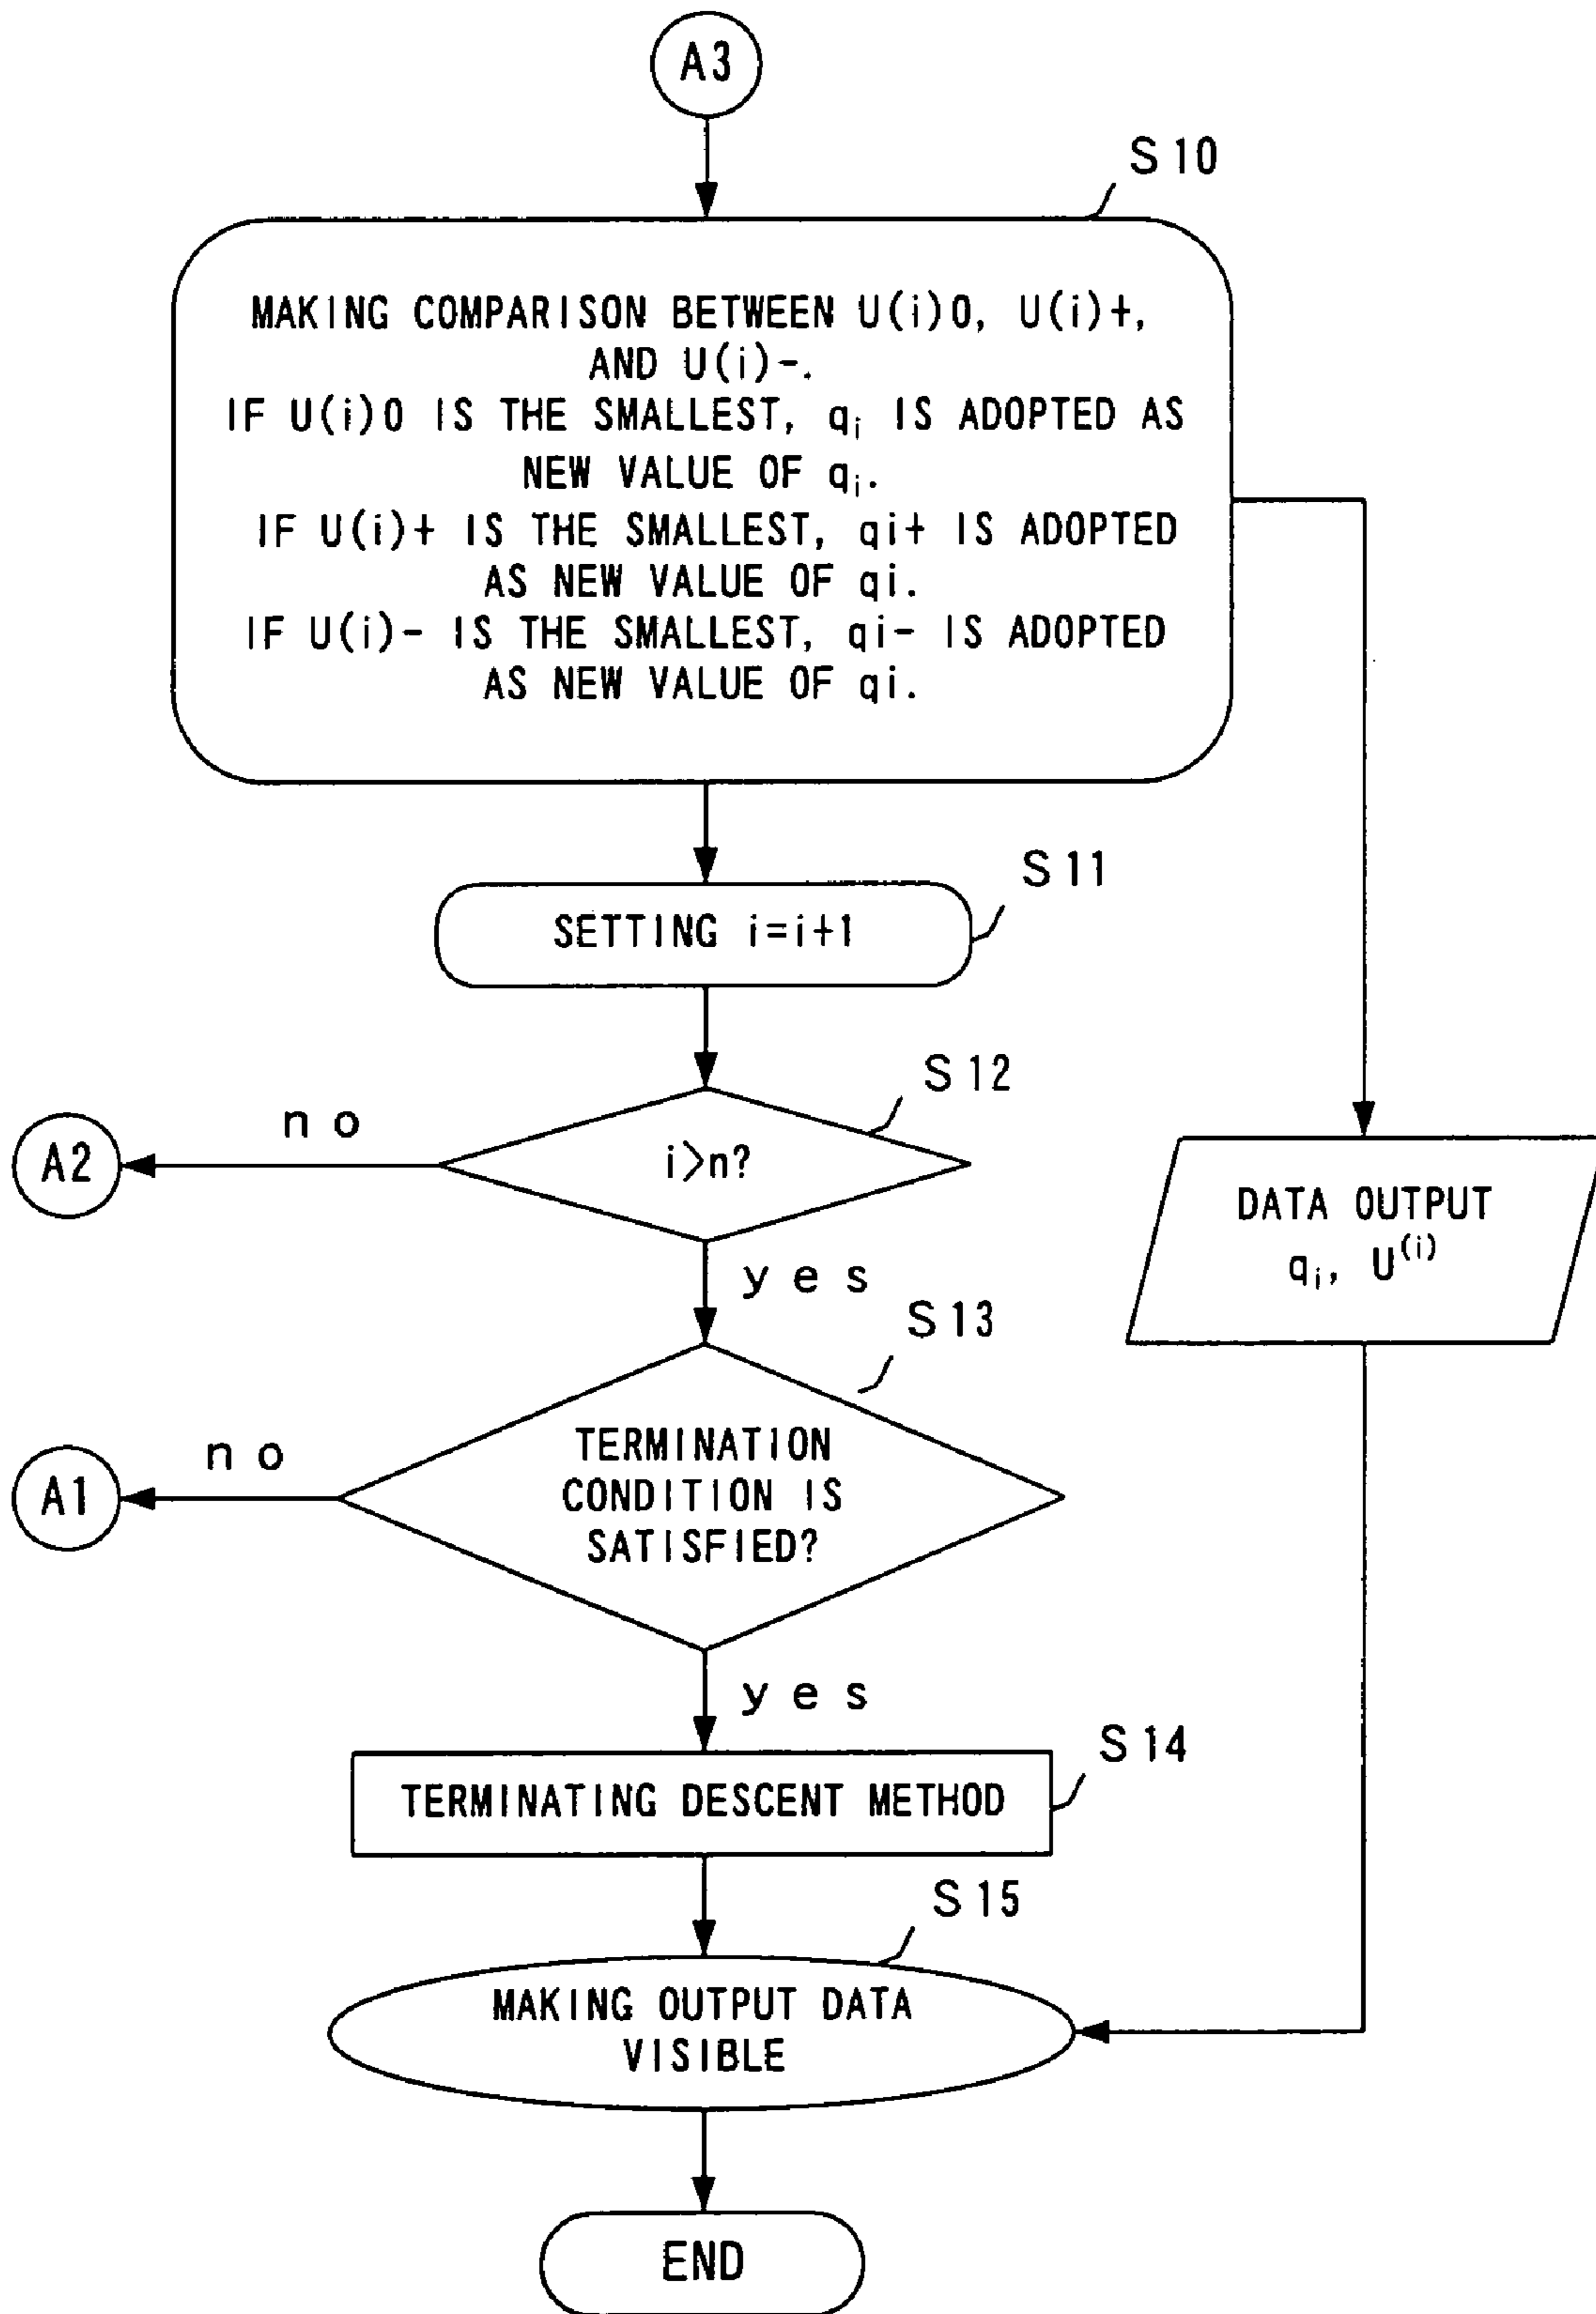 A3
S10
MAKING COMPARISON BETWEEN U(i)0, U(i)+,
AND U(i)-.
IF U(i)0 IS THE SMALLEST, qᵢ IS ADOPTED AS
NEW VALUE OF qᵢ.
IF U(i)+ IS THE SMALLEST, qi+ IS ADOPTED
AS NEW VALUE OF qi.
IF U(i)- IS THE SMALLEST, qi- IS ADOPTED
AS NEW VALUE OF qi.
S11
SETTING i=i+1
S12
no
A2
i>n?
DATA OUTPUT
qᵢ, U⁽ⁱ⁾
yes
S13
no
A1
TERMINATION
CONDITION IS
SATISFIED?
yes
S14
TERMINATING DESCENT METHOD
S15
MAKING OUTPUT DATA
VISIBLE
END